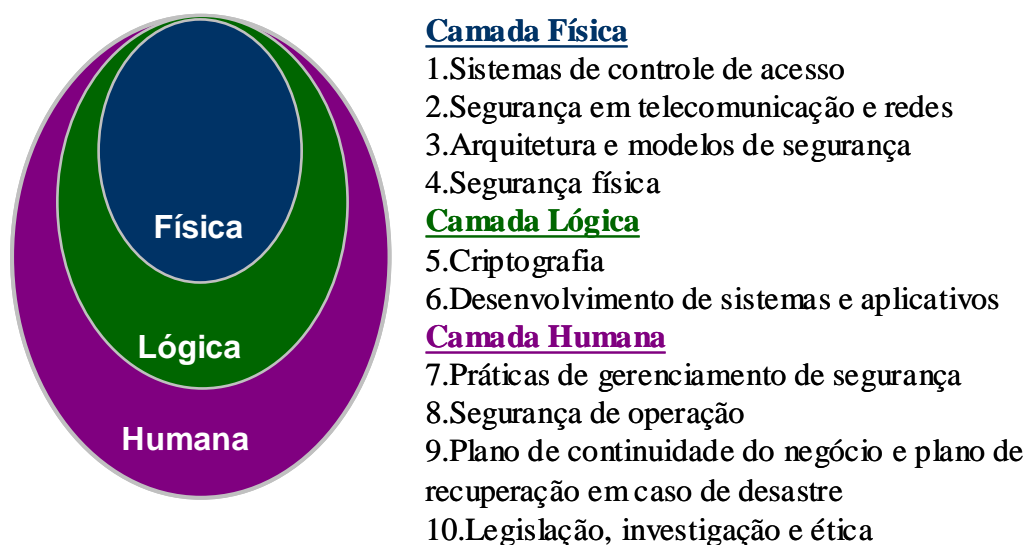 Física
Lógica
Humana
Camada Física
1.Sistemas de controle de acesso
2.Segurança em telecomunicação e redes
3.Arquitetura e modelos de segurança
4.Segurança física
Camada Lógica
5.Criptografia
6.Desenvolvimento de sistemas e aplicativos
Camada Humana
7.Práticas de gerenciamento de segurança
8.Segurança de operação
9.Plano de continuidade do negócio e plano de
recuperação em caso de desastre
10.Legislação, investigação e ética